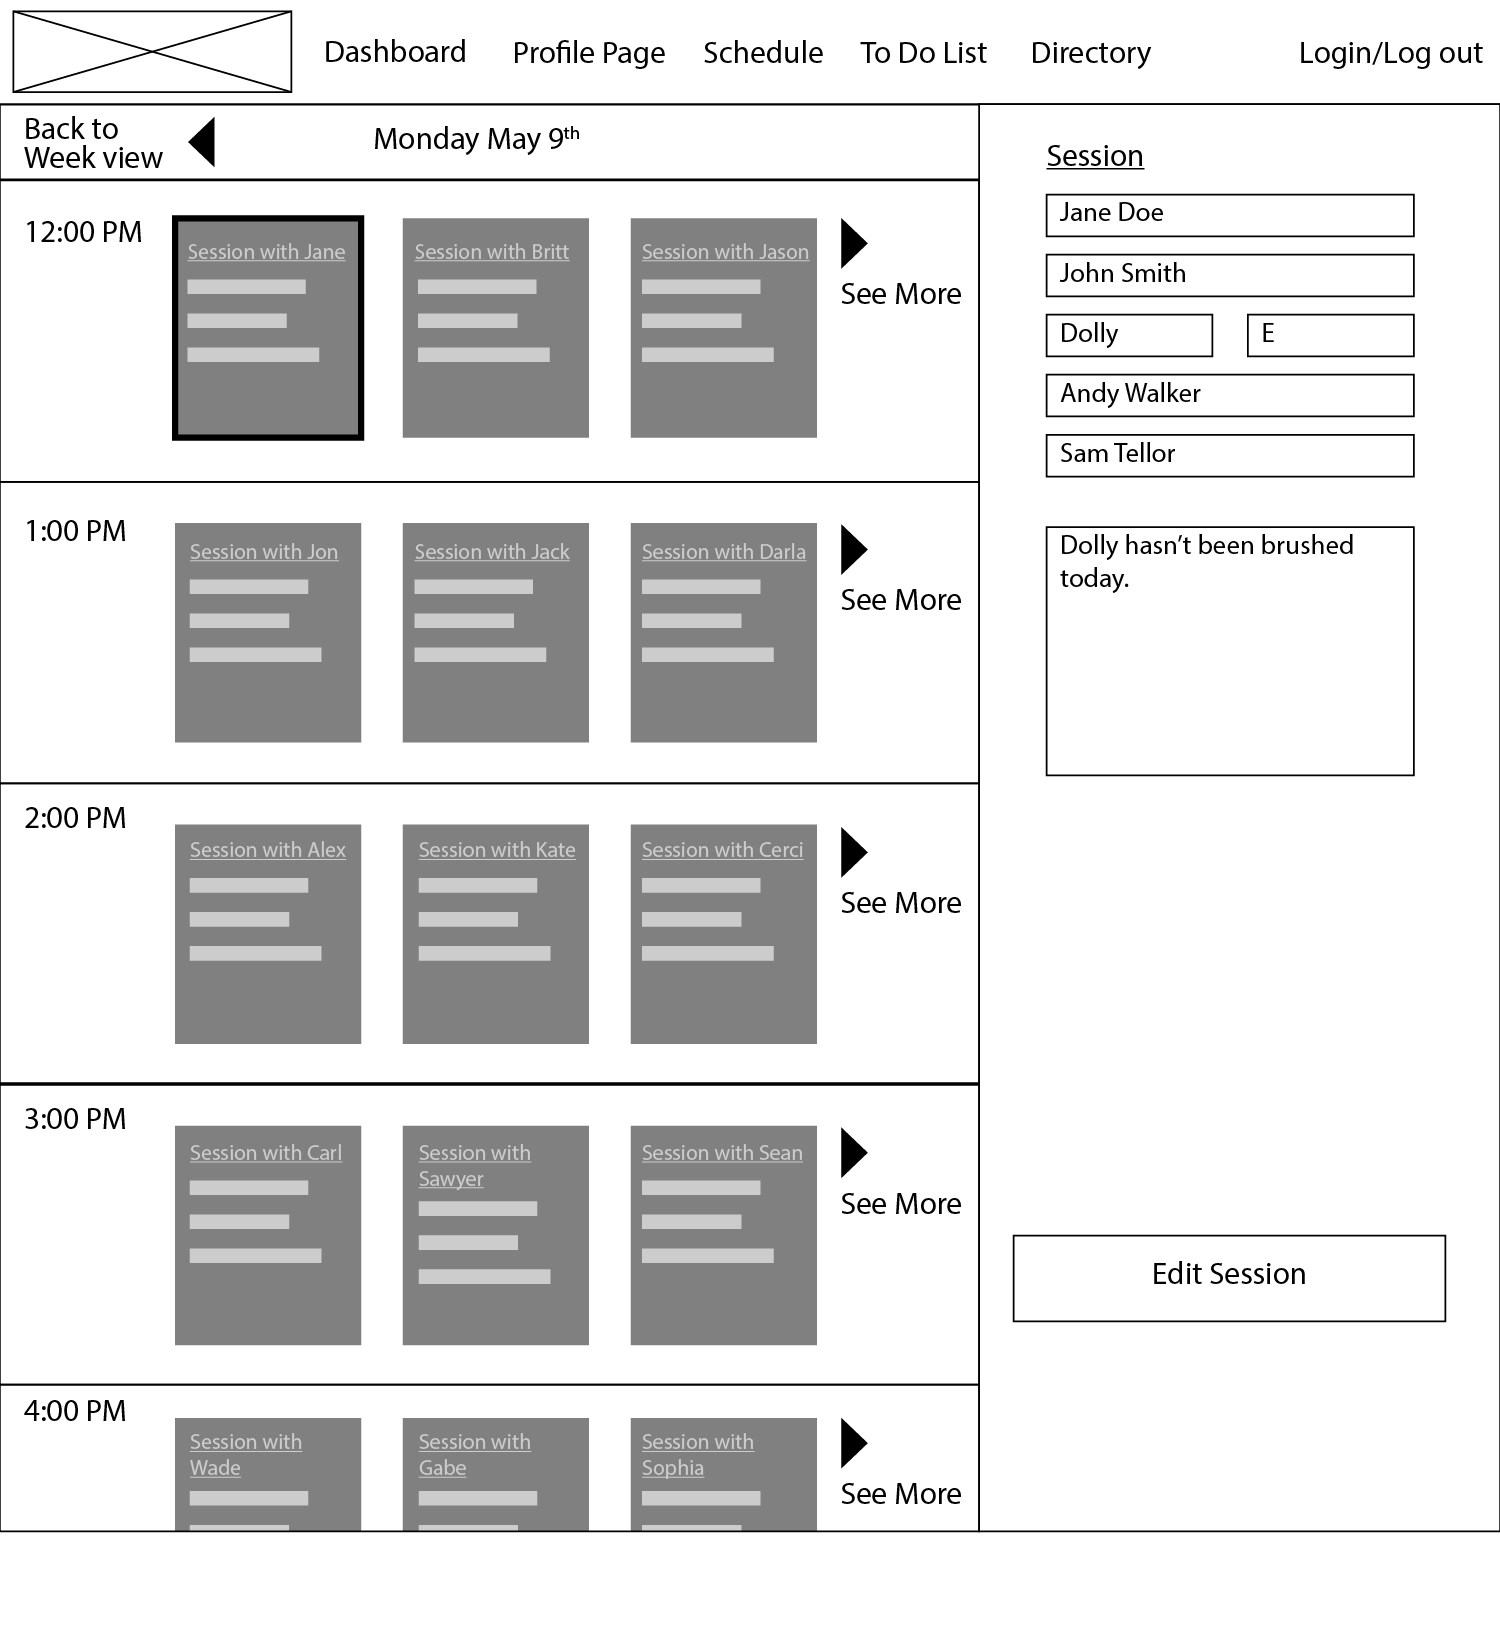 Dashboard Profile Page Schedule To Do List Directory Login/Log out
Back to
Week view
Monday May 9th
12:00 PM
Session with Jane
Session with Britt
Session with Jason
See More
1:00 PM
Session with Jon
Session with Jack
Session with Darla
See More
2:00 PM
Session with Alex
Session with Kate
Session with Cerci
See More
3:00 PM
Session with Carl
Session with
Sawyer
Session with Sean
See More
4:00 PM
Session with
Wade
Session with
Gabe
Session with
Sophia
See More
Session
Jane Doe
John Smith
Dolly
E
Andy Walker
Sam Tellor
Dolly hasn’t been brushed
today.
Edit Session